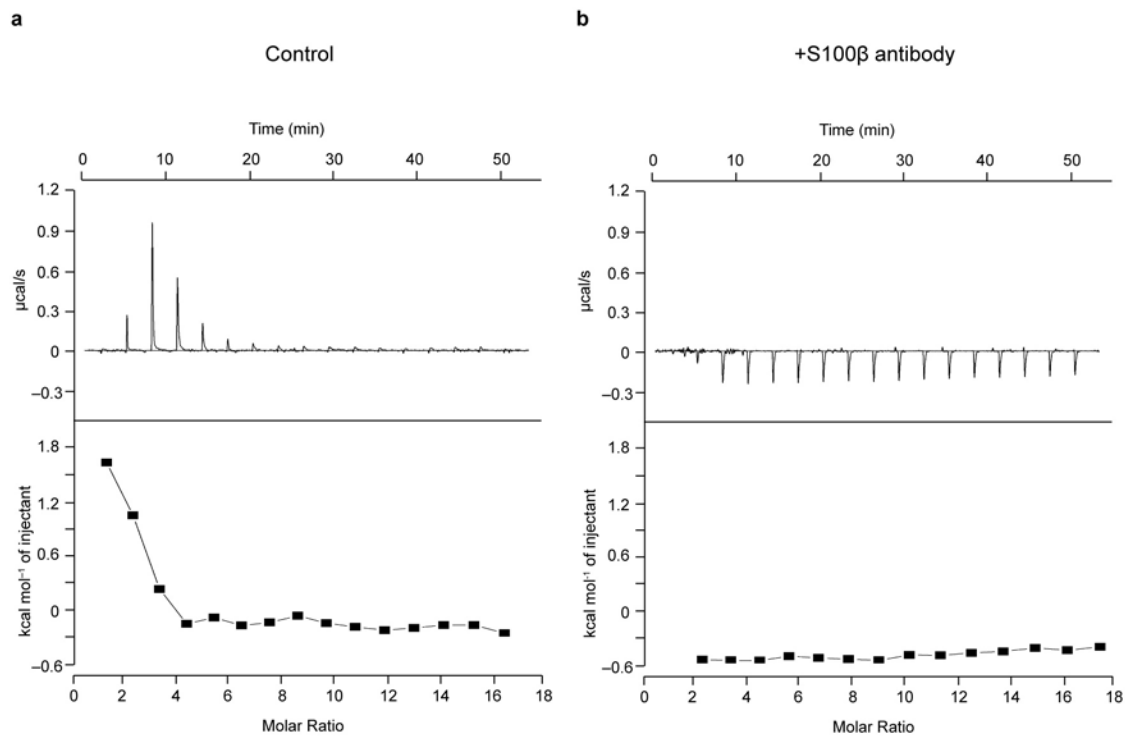 a
Control
Time (min)
0 10 20 30 40 50
1.2
0.9
0.6
0.3
0
–0.3
µcal/s
1.8
1.2
0.6
0
–0.6
kcal mol⁻¹ of injectant
0 2 4 6 8 10 12 14 16 18
Molar Ratio
b
+S100β antibody
Time (min)
0 10 20 30 40 50
1.2
0.9
0.6
0.3
0
–0.3
µcal/s
1.8
1.2
0.6
0
–0.6
kcal mol⁻¹ of injectant
0 2 4 6 8 10 12 14 16 18
Molar Ratio